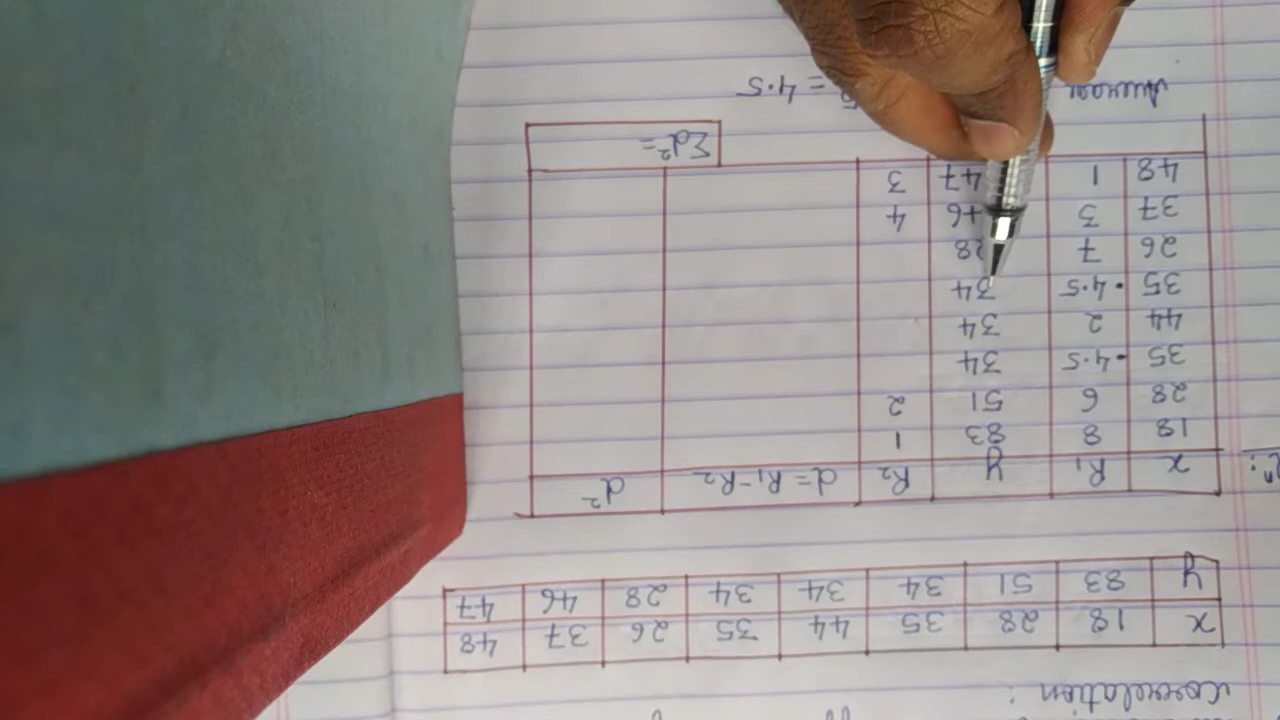 Correlation :
x 18 28 35 44 35 26 37 48
y 83 51 34 34 34 28 46 47
x R1 y R2 d = R1 - R2 d²
18 8 83 1
28 6 51 2
35 • 4.5 34
44 2 34
35 • 4.5 34
26 7 28
37 3 46 4
48 1 47 3
Σd² =
= 4.5